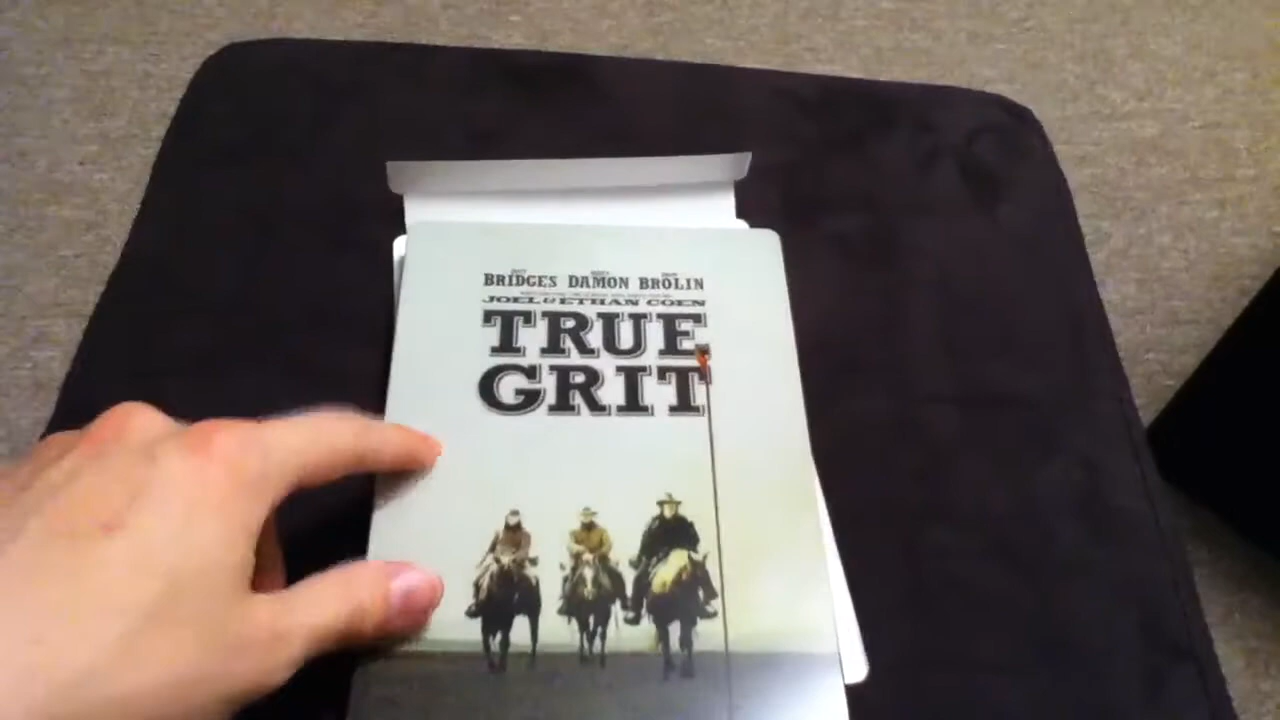 BRIDGES DAMON BROLIN
JOEL & ETHAN COEN
TRUE
GRIT